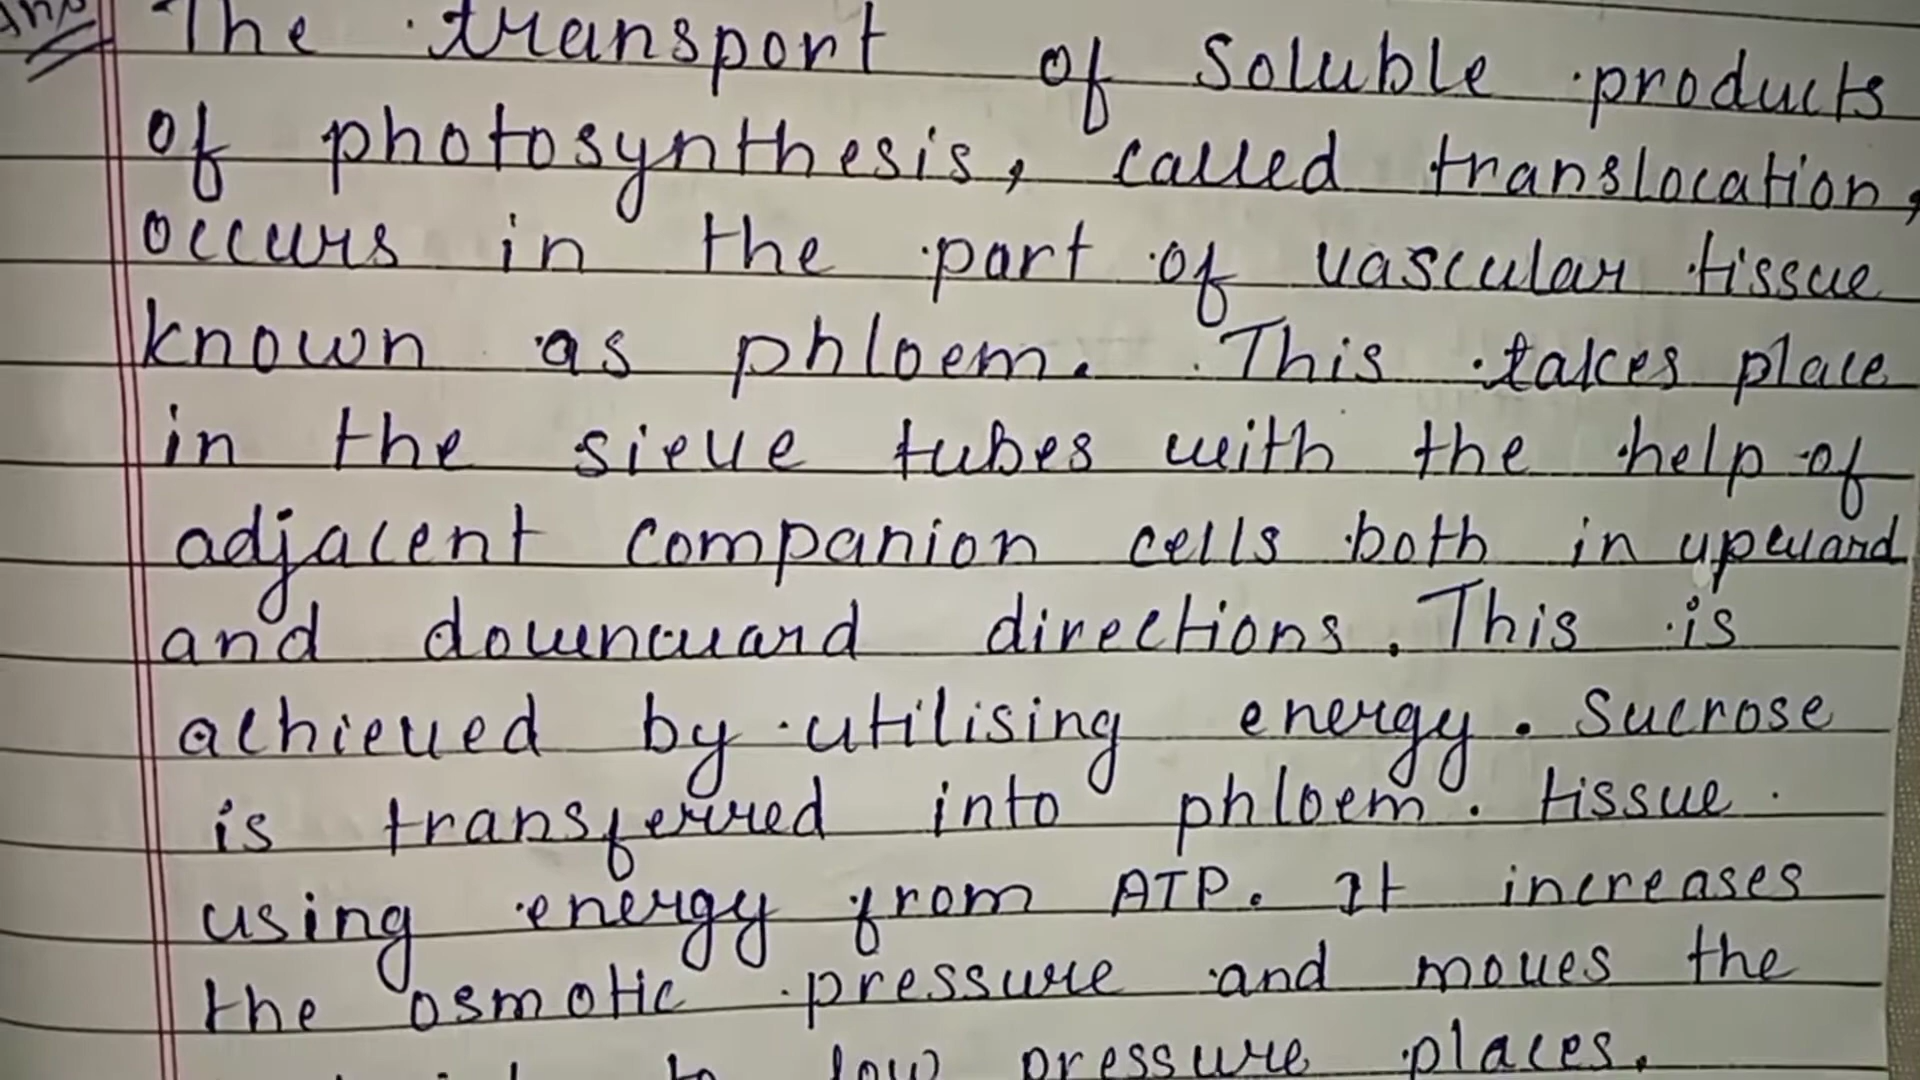 Ans
The transport of soluble products
of photosynthesis, called translocation,
occurs in the part of vascular tissue
known as phloem. This takes place
in the sieve tubes with the help of
adjacent companion cells both in upward
and downward directions. This is
achieved by utilising energy. Sucrose
is transferred into phloem. tissue
using energy from ATP. It increases
the osmotic pressure and moves the
to low pressure places.